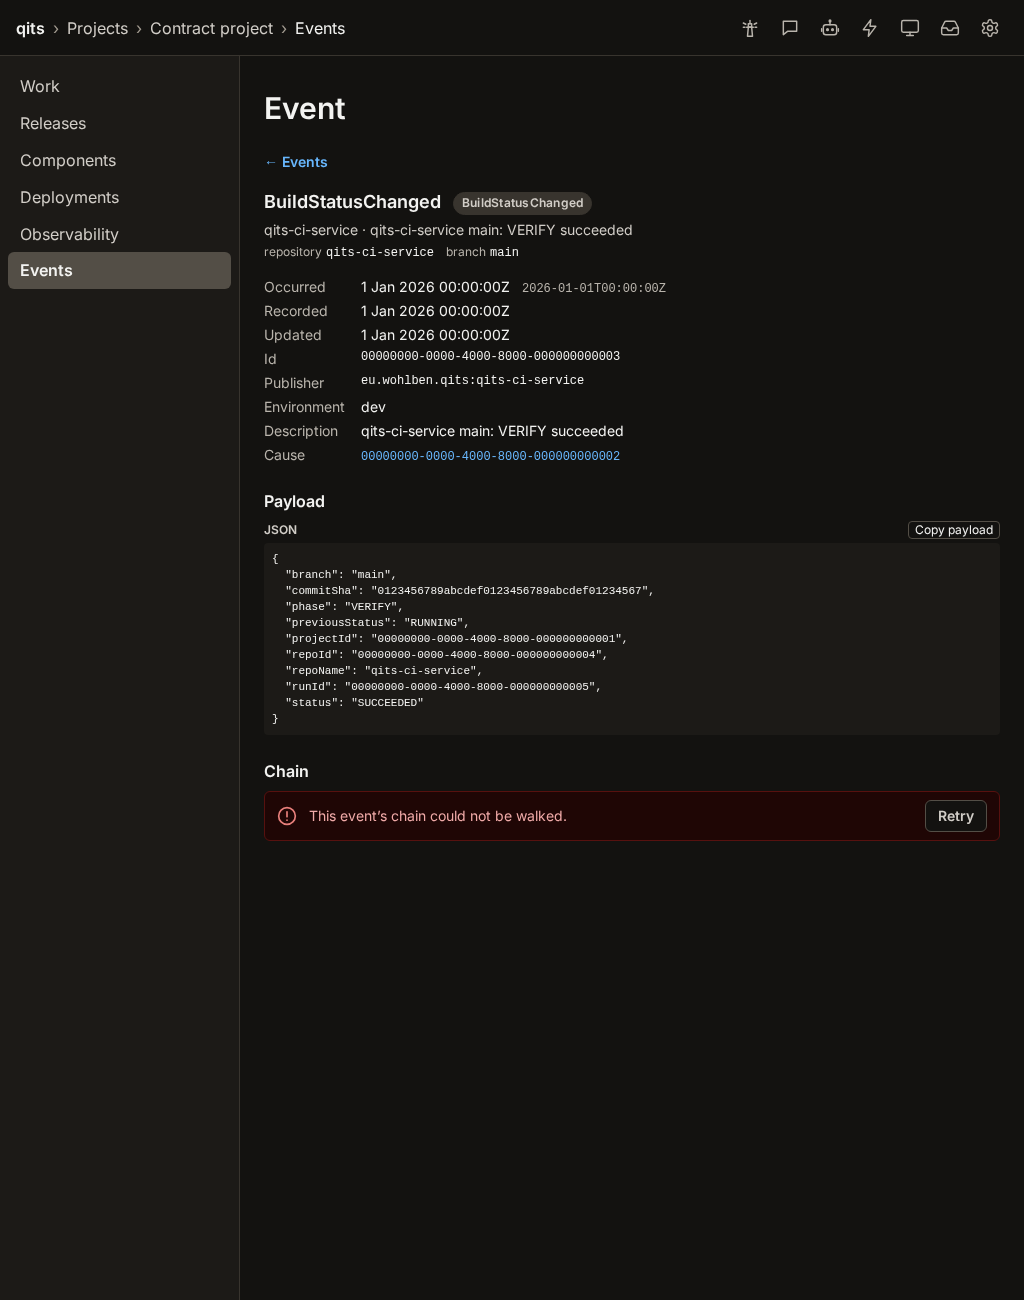 qits › Projects › Contract project › Events
Work
Releases
Components
Deployments
Observability
Events
Event
← Events
BuildStatusChanged BuildStatusChanged
qits-ci-service · qits-ci-service main: VERIFY succeeded
repository qits-ci-service branch main
Occurred 1 Jan 2026 00:00:00Z 2026-01-01T00:00:00Z
Recorded 1 Jan 2026 00:00:00Z
Updated 1 Jan 2026 00:00:00Z
Id 00000000-0000-4000-8000-000000000003
Publisher eu.wohlben.qits:qits-ci-service
Environment dev
Description qits-ci-service main: VERIFY succeeded
Cause 00000000-0000-4000-8000-000000000002
Payload
JSON Copy payload
{
  "branch": "main",
  "commitSha": "0123456789abcdef0123456789abcdef01234567",
  "phase": "VERIFY",
  "previousStatus": "RUNNING",
  "projectId": "00000000-0000-4000-8000-000000000001",
  "repoId": "00000000-0000-4000-8000-000000000004",
  "repoName": "qits-ci-service",
  "runId": "00000000-0000-4000-8000-000000000005",
  "status": "SUCCEEDED"
}
Chain
This event’s chain could not be walked. Retry